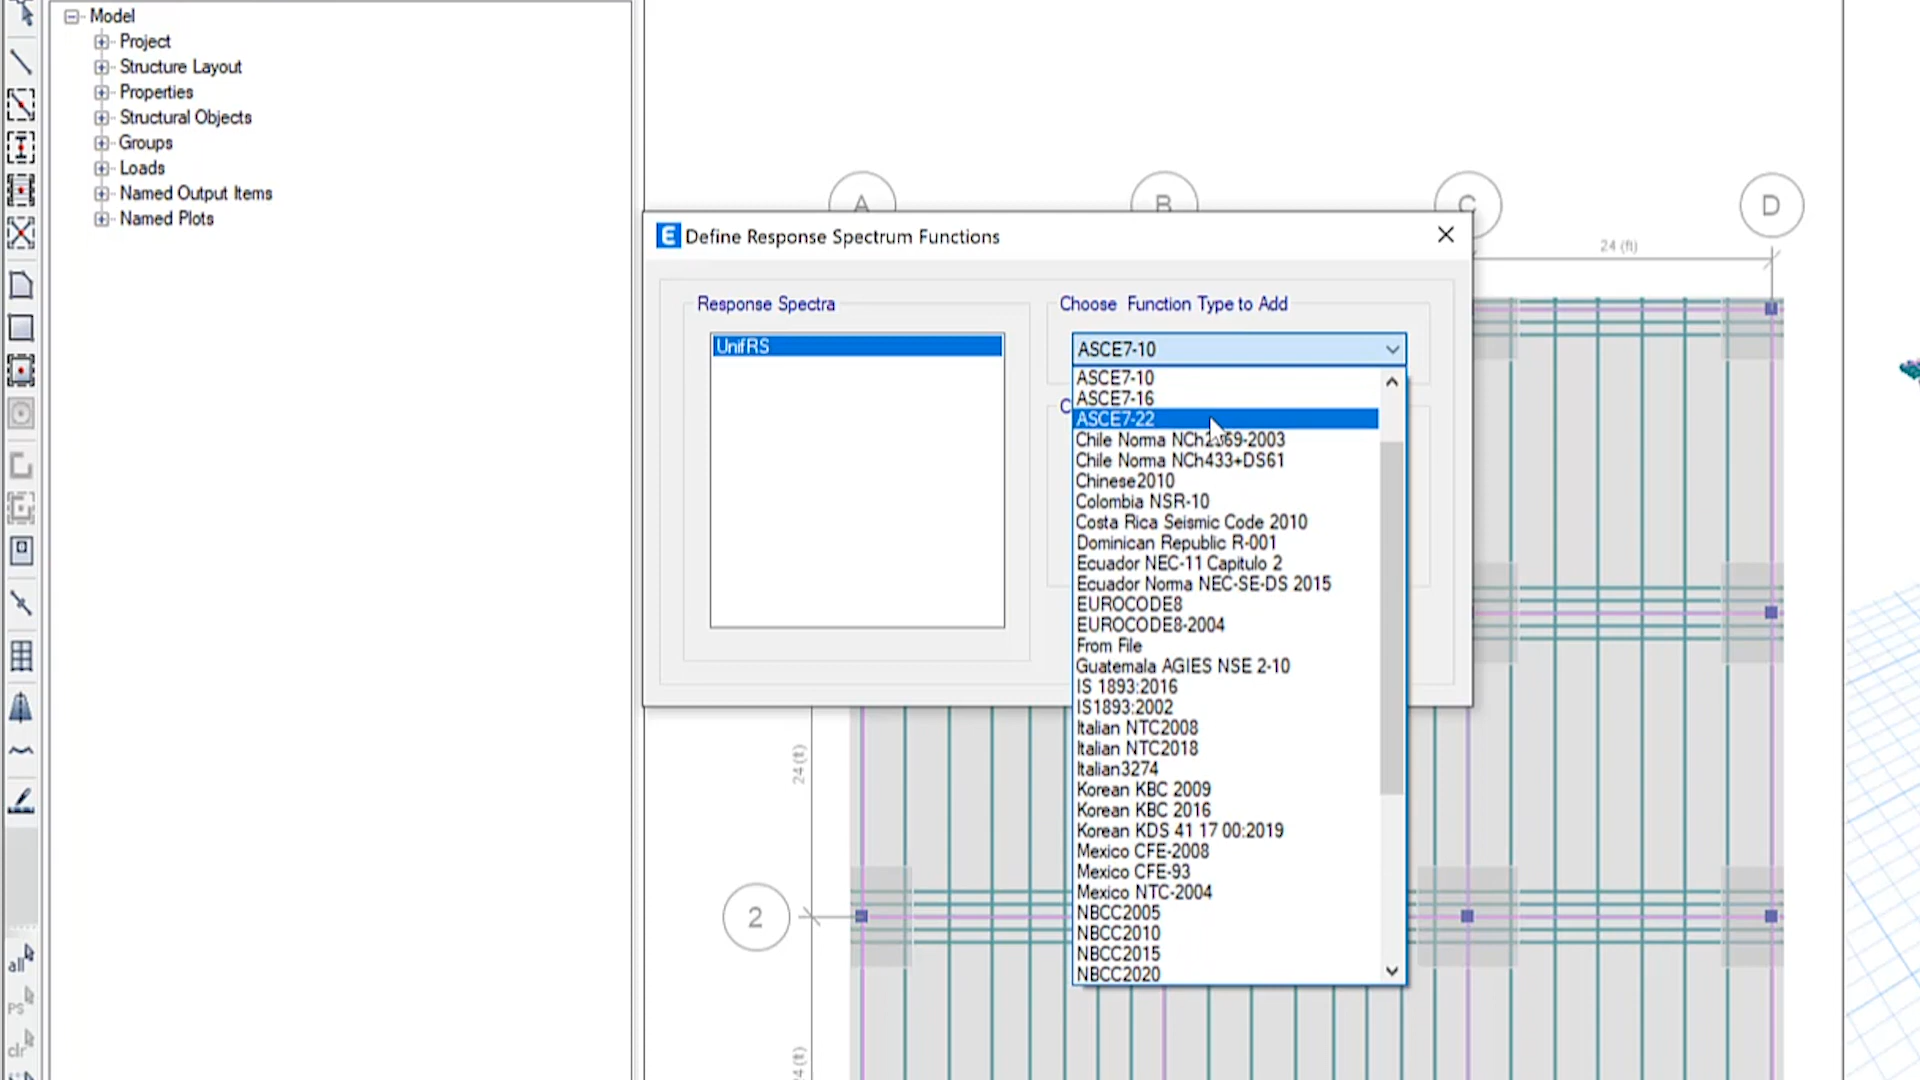 Model
Project
Structure Layout
Properties
Structural Objects
Groups
Loads
Named Output Items
Named Plots
A
B
C
D
24 (ft)
E Define Response Spectrum Functions
Response Spectra
UnifRS
Choose Function Type to Add
ASCE7-10
ASCE7-10
ASCE7-16
ASCE7-22
Chile Norma NCh2369-2003
Chile Norma NCh433+DS61
Chinese2010
Colombia NSR-10
Costa Rica Seismic Code 2010
Dominican Republic R-001
Ecuador NEC-11 Capitulo 2
Ecuador Norma NEC-SE-DS 2015
EUROCODE8
EUROCODE8-2004
From File
Guatemala AGIES NSE 2-10
IS 1893:2016
IS1893:2002
Italian NTC2008
Italian NTC2018
Italian3274
Korean KBC 2009
Korean KBC 2016
Korean KDS 41 17 00:2019
Mexico CFE-2008
Mexico CFE-93
Mexico NTC-2004
NBCC2005
NBCC2010
NBCC2015
NBCC2020
24 (ft)
2
all
PS
clr